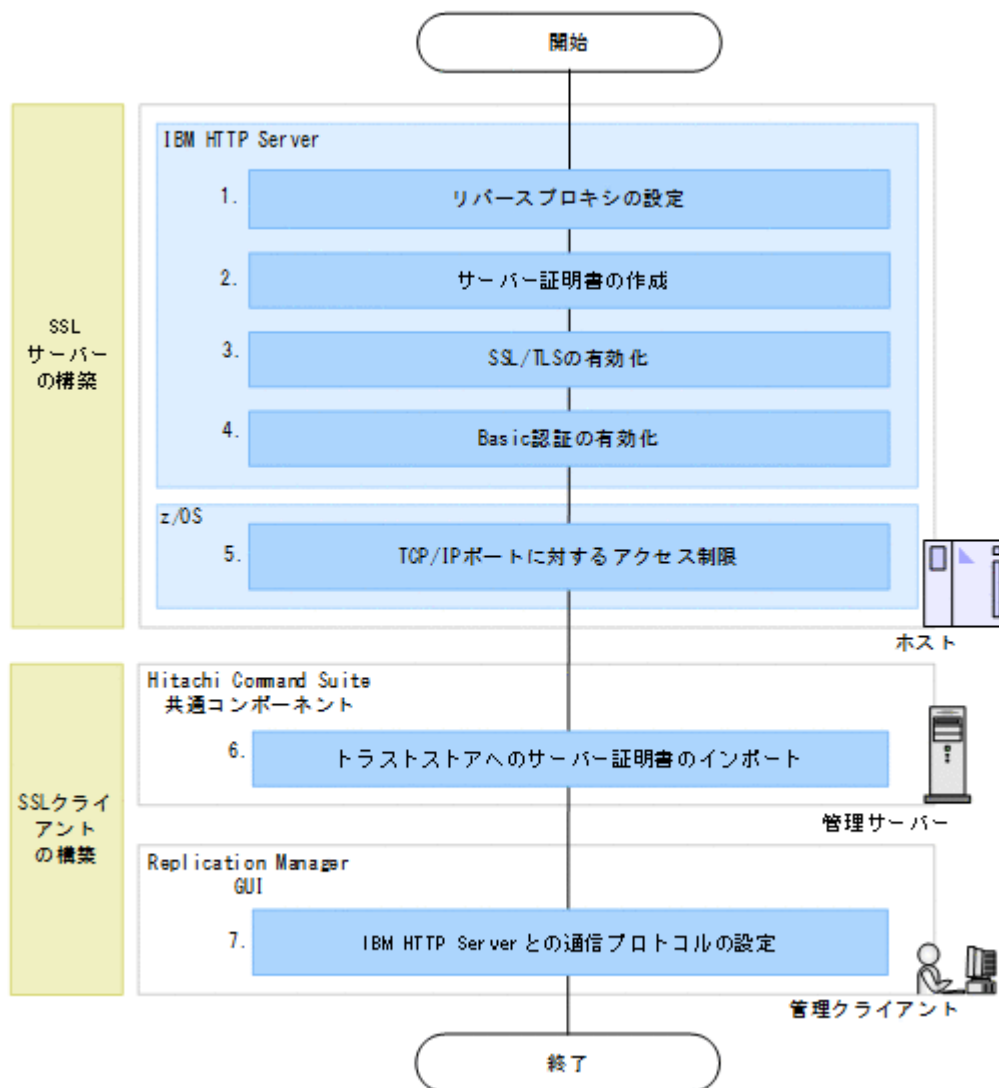 開始
IBM HTTP Server
1.
リバースプロキシの設定
2.
サーバー証明書の作成
SSL
サーバー
の構築
3.
SSL/TLSの有効化
4.
Basic認証の有効化
z/OS
5.
TCP/IPポートに対するアクセス制限
ホスト
Hitachi Command Suite
共通コンポーネント
6.
トラストストアへのサーバー証明書のインポート
管理サーバー
SSLクライ
アント
の構築
Replication Manager
GUI
7.
IBM HTTP Serverとの通信プロトコルの設定
管理クライアント
終了